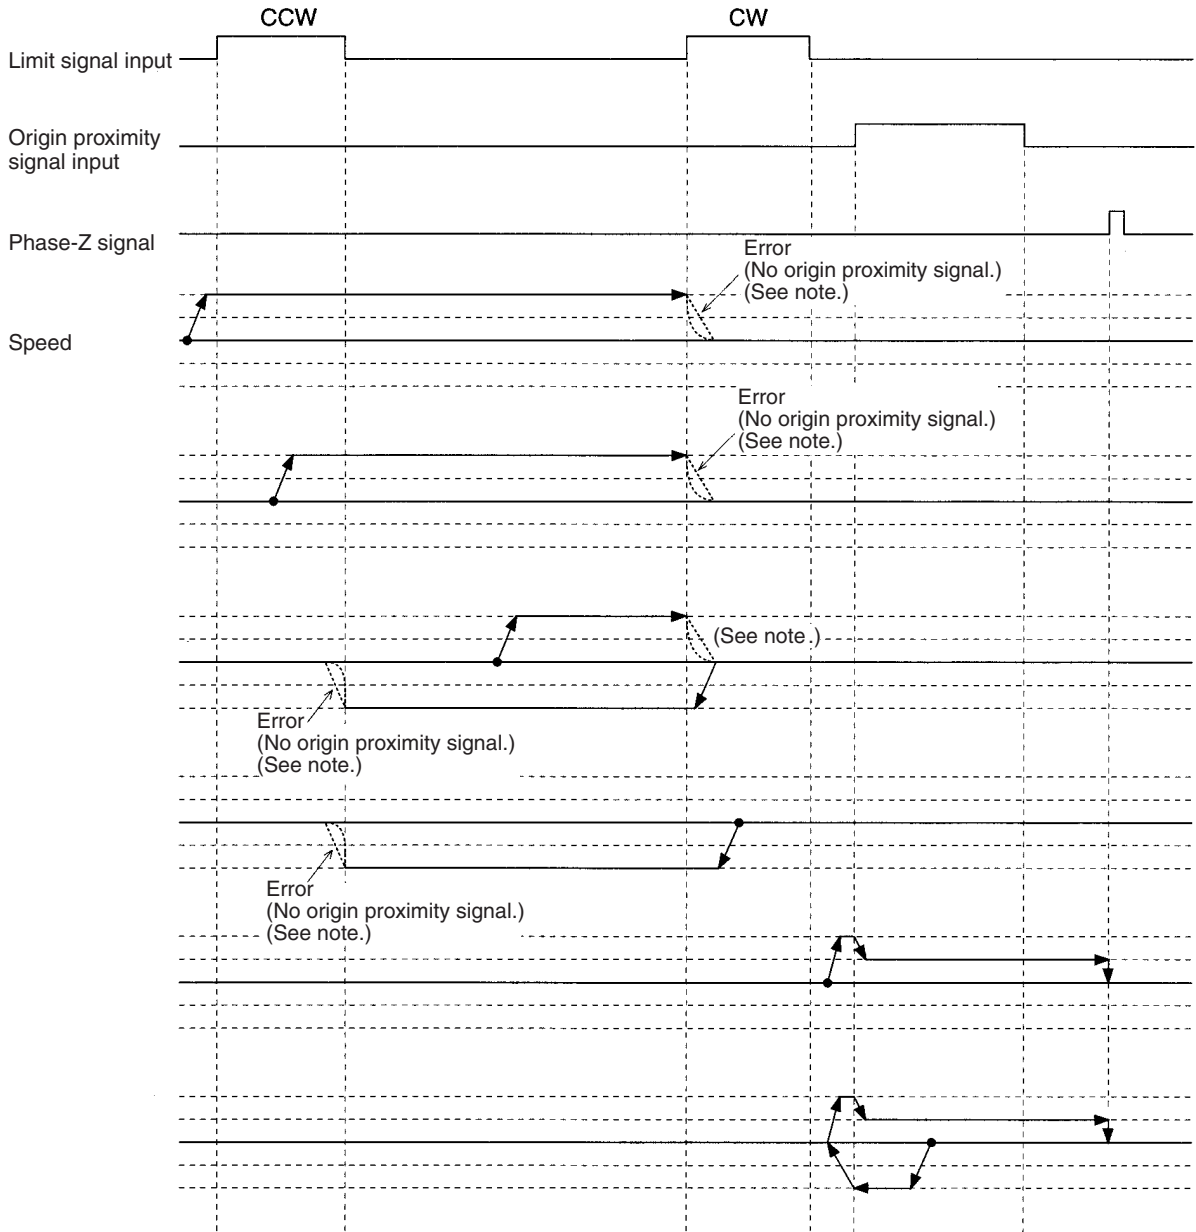 CCW
CW
Limit signal input
Origin proximity
signal input
Phase-Z signal
Error
(No origin proximity signal.)
(See note.)
Speed
Error
(No origin proximity signal.)
(See note.)
(See note.)
Error
(No origin proximity signal.)
(See note.)
Error
(No origin proximity signal.)
(See note.)